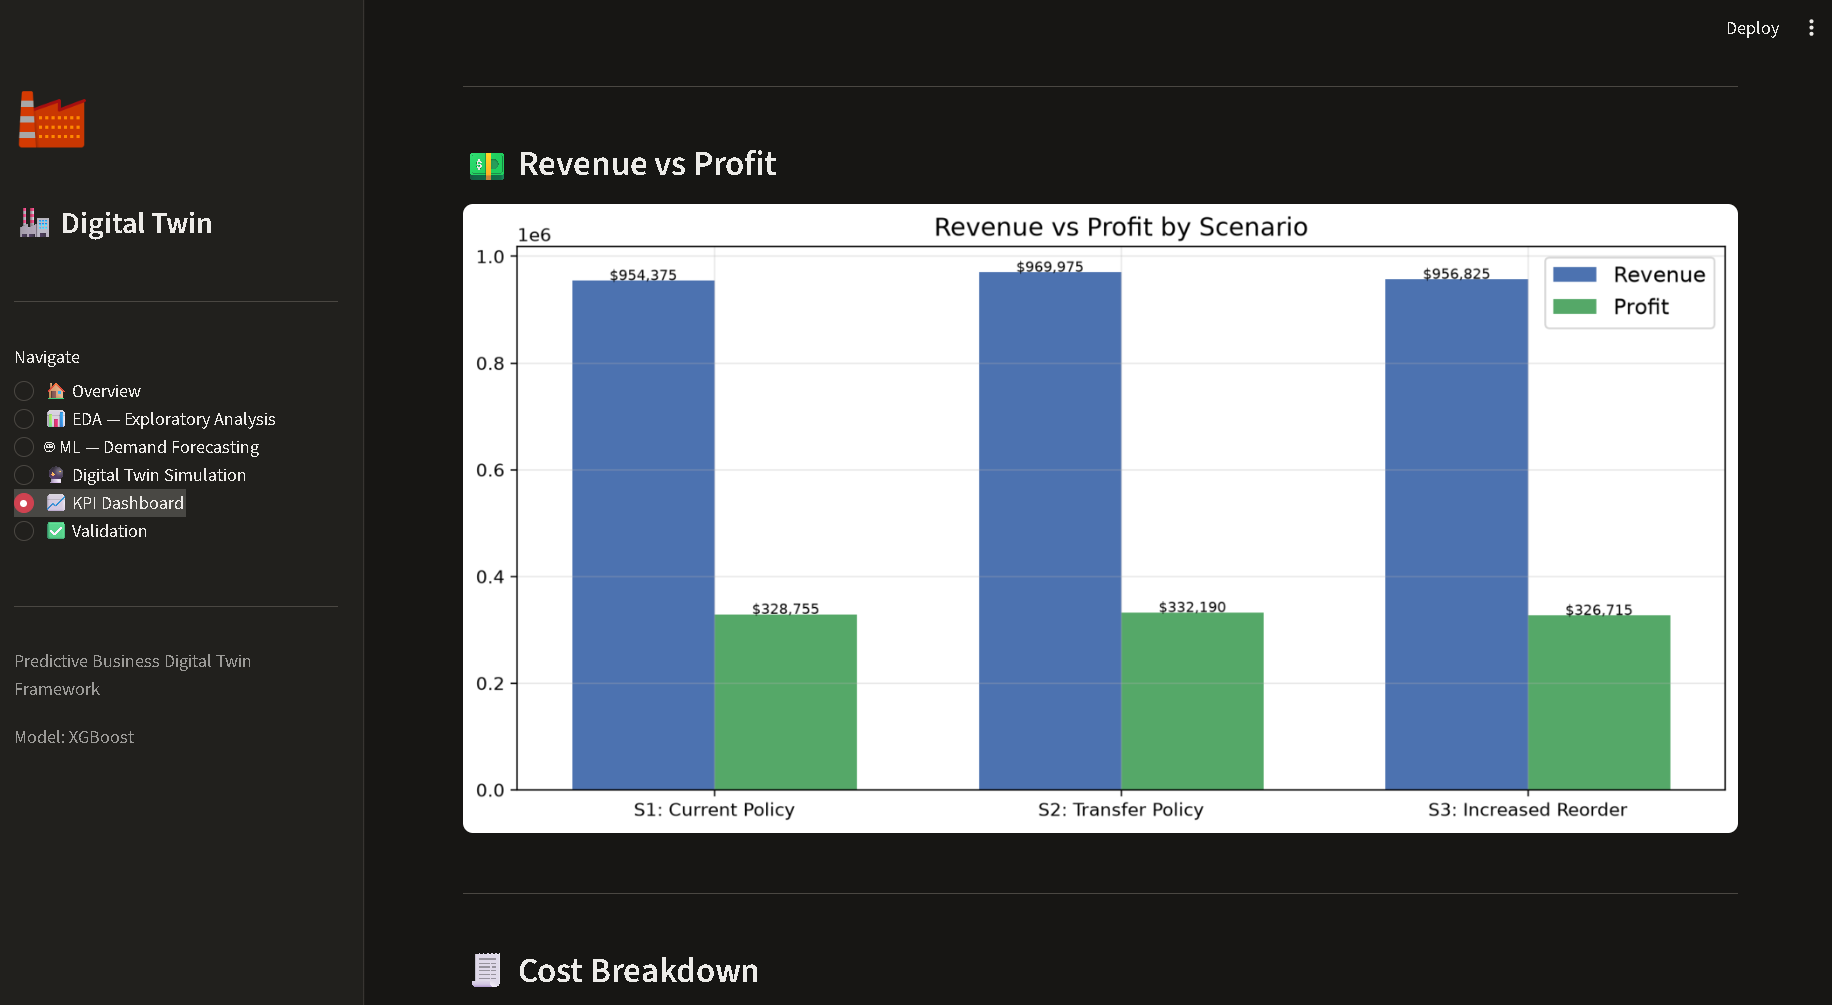 Deploy
Digital Twin
Navigate
Overview
EDA — Exploratory Analysis
ML — Demand Forecasting
Digital Twin Simulation
KPI Dashboard
Validation
Predictive Business Digital Twin
Framework
Model: XGBoost
Revenue vs Profit
Revenue vs Profit by Scenario
1e6
1.0
0.8
0.6
0.4
0.2
0.0
$954,375
$969,975
$956,825
Revenue
Profit
$328,755
$332,190
$326,715
S1: Current Policy
S2: Transfer Policy
S3: Increased Reorder
Cost Breakdown